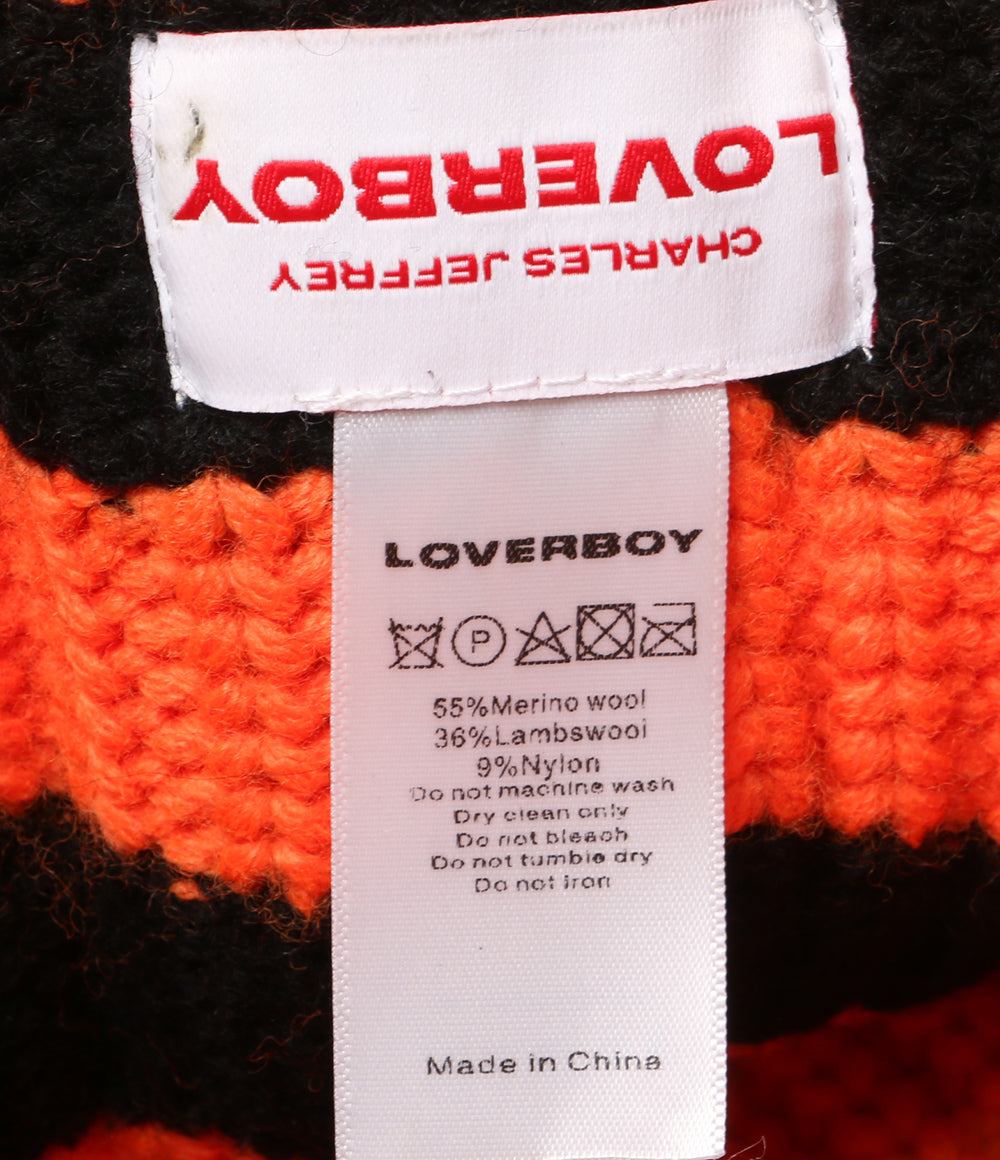 LOVERBOY
CHARLES JEFFREY
LOVERBOY
P
55%Merino wool
36%Lambswool
9%Nylon
Do not machine wash
Dry clean only
Do not bleach
Do not tumble dry
Do not iron
Made in China